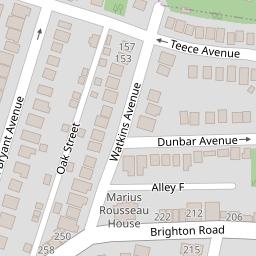 157
153
Teece Avenue
Bryant Avenue
Oak Street
Watkins Avenue
Dunbar Avenue
Alley F
Marius
Rousseau
House
222
212
206
Brighton Road
250
258
215